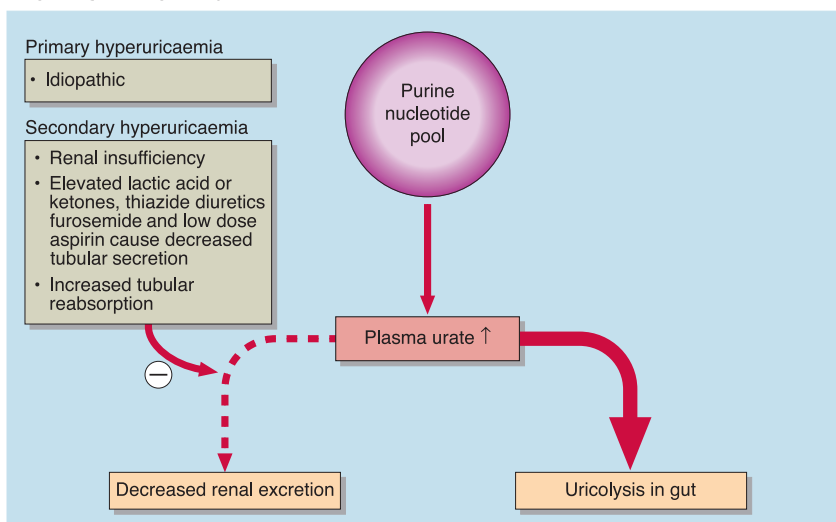 Primary hyperuricaemia
• Idiopathic
Secondary hyperuricaemia
• Renal insufficiency
• Elevated lactic acid or
ketones, thiazide diuretics
furosemide and low dose
aspirin cause decreased
tubular secretion
• Increased tubular
reabsorption
Purine
nucleotide
pool
Plasma urate ↑
−
Decreased renal excretion
Uricolysis in gut